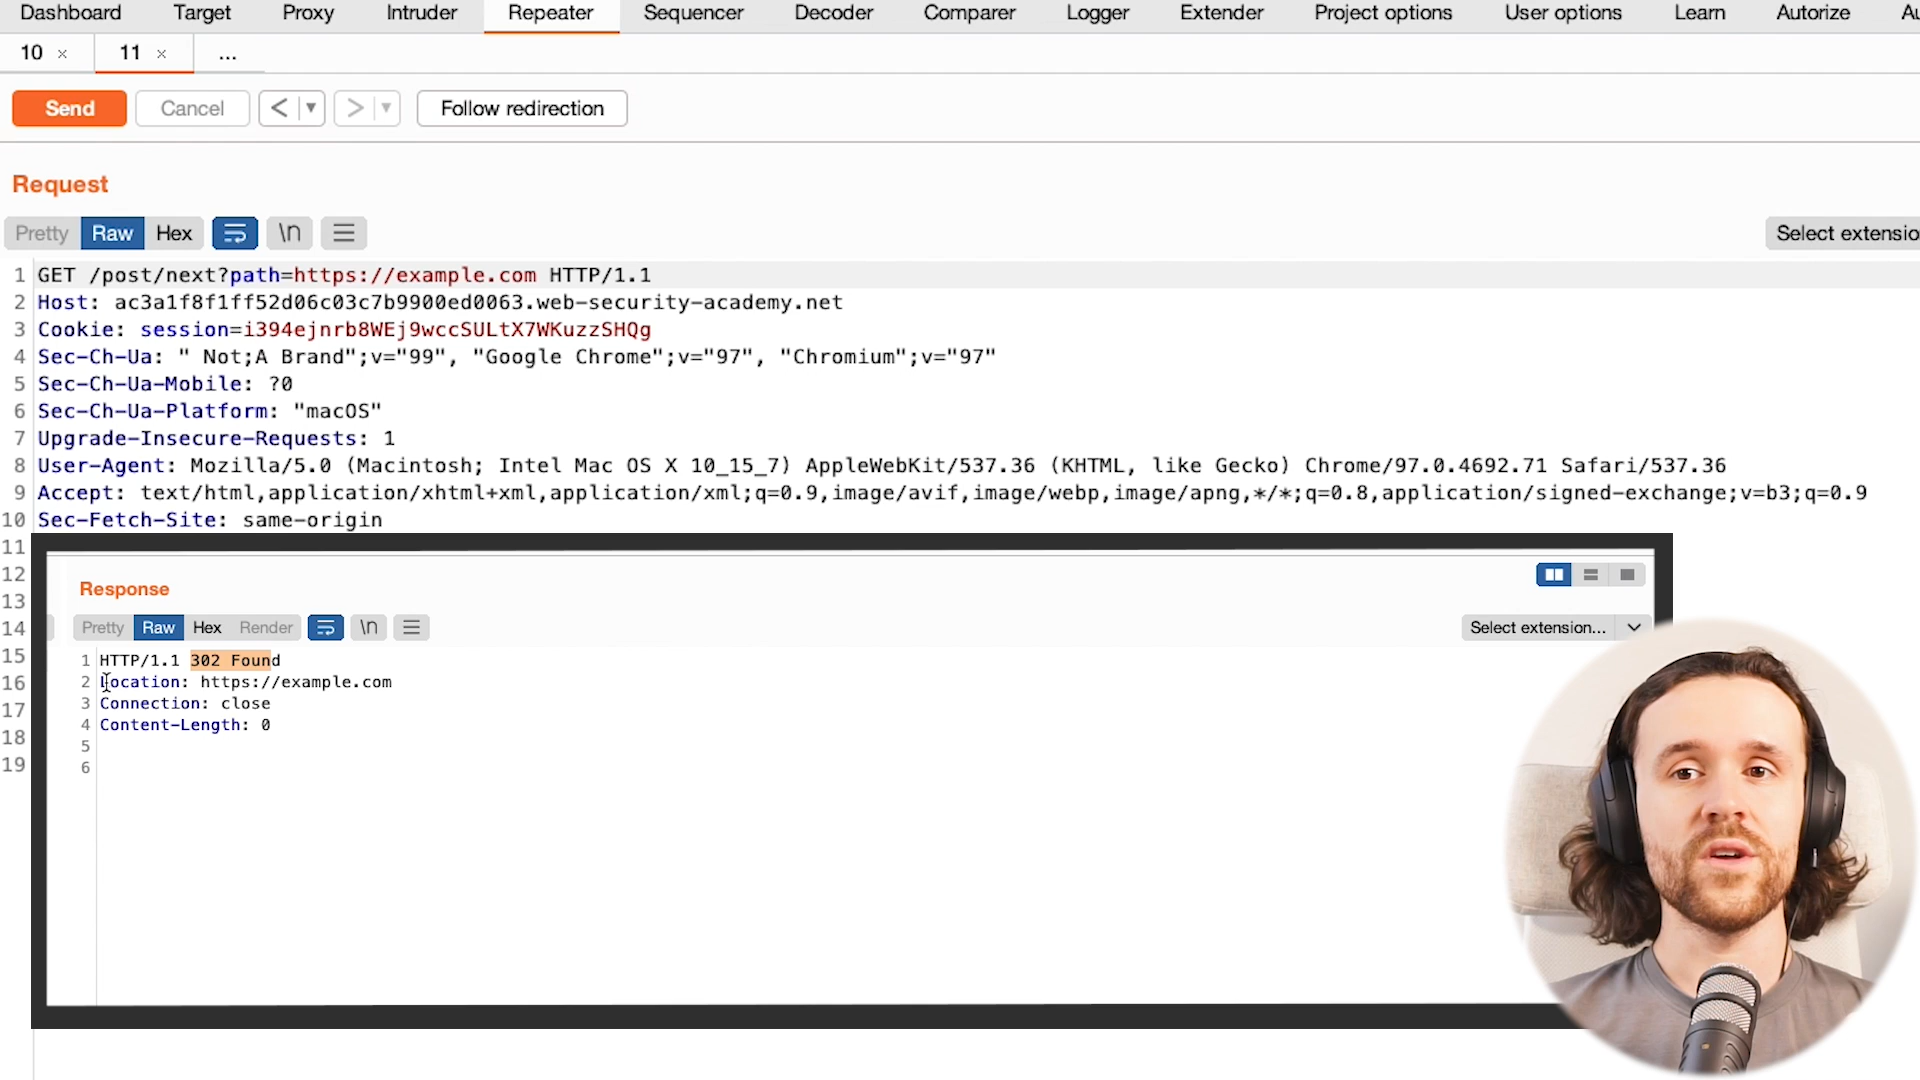 Dashboard Target Proxy Intruder Repeater Sequencer Decoder Comparer Logger Extender Project options User options Learn Autorize Au
10 × 11 × ...
Send Cancel < ▼ > ▼ Follow redirection
Request
Pretty Raw Hex \n Select extensio
1 GET /post/next?path=https://example.com HTTP/1.1
2 Host: ac3a1f8f1ff52d06c03c7b9900ed0063.web-security-academy.net
3 Cookie: session=i394ejnrb8WEj9wccSULtX7WKuzzSHQg
4 Sec-Ch-Ua: " Not;A Brand";v="99", "Google Chrome";v="97", "Chromium";v="97"
5 Sec-Ch-Ua-Mobile: ?0
6 Sec-Ch-Ua-Platform: "macOS"
7 Upgrade-Insecure-Requests: 1
8 User-Agent: Mozilla/5.0 (Macintosh; Intel Mac OS X 10_15_7) AppleWebKit/537.36 (KHTML, like Gecko) Chrome/97.0.4692.71 Safari/537.36
9 Accept: text/html,application/xhtml+xml,application/xml;q=0.9,image/avif,image/webp,image/apng,*/*;q=0.8,application/signed-exchange;v=b3;q=0.9
10 Sec-Fetch-Site: same-origin
11
12
13
14
15
16
17
18
19
Response
Pretty Raw Hex Render \n Select extension...
1 HTTP/1.1 302 Found
2 Location: https://example.com
3 Connection: close
4 Content-Length: 0
5
6